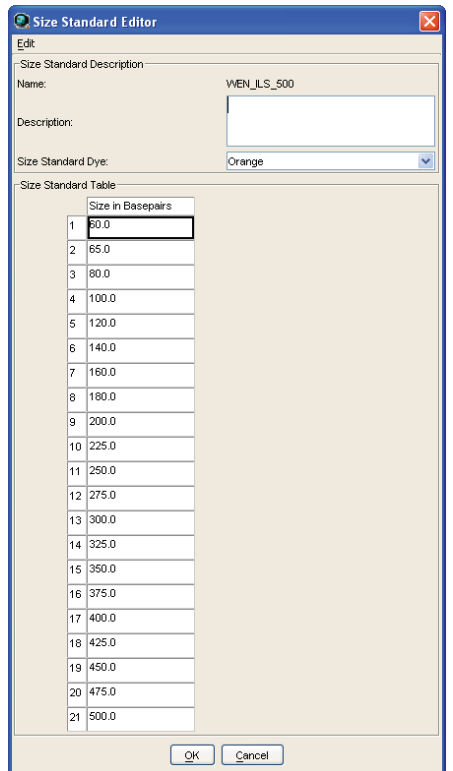 Size Standard Editor
Edit
Size Standard Description
Name: WEN_ILS_500
Description:
Size Standard Dye: Orange
Size Standard Table
Size in Basepairs
1 60.0
2 65.0
3 80.0
4 100.0
5 120.0
6 140.0
7 160.0
8 180.0
9 200.0
10 225.0
11 250.0
12 275.0
13 300.0
14 325.0
15 350.0
16 375.0
17 400.0
18 425.0
19 450.0
20 475.0
21 500.0
OK Cancel